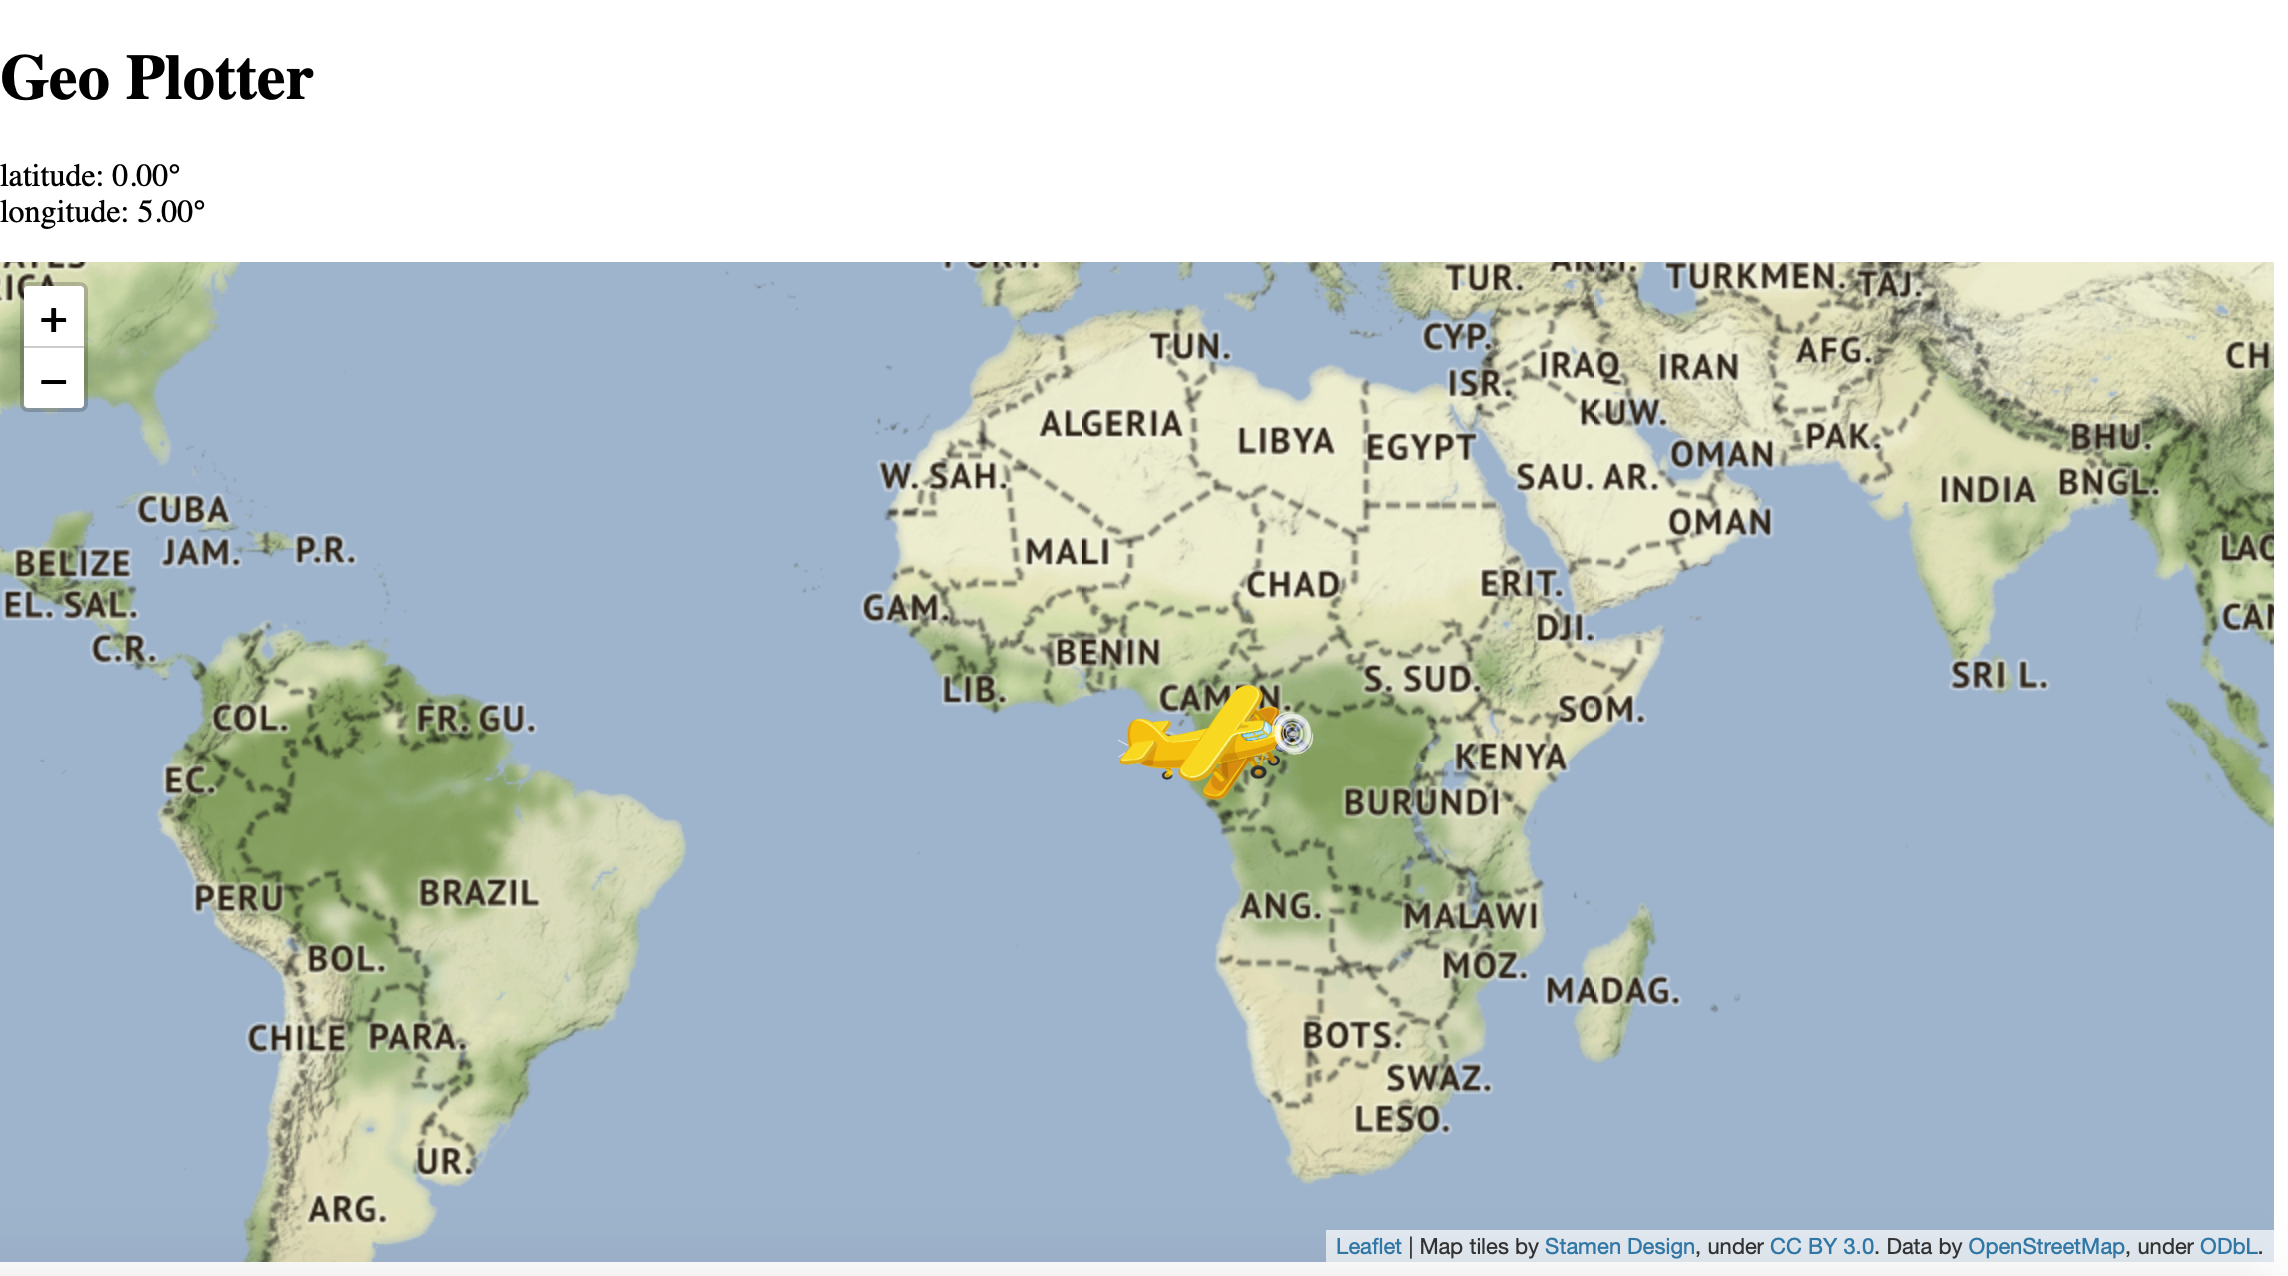 Geo Plotter
latitude: 0.00°
longitude: 5.00°
+
−
TUR.
TURKMEN.
TAJ.
TUN.
CYP.
IRAQ
IRAN
AFG.
CH
ISR.
KUW.
ALGERIA
LIBYA
EGYPT
OMAN
PAK.
BHU.
W. SAH.
SAU. AR.
INDIA
BNGL.
CUBA
OMAN
JAM.
P.R.
BELIZE
MALI
LAO
CHAD
ERIT.
EL. SAL.
GAM.
DJI.
CAM
C.R.
BENIN
S. SUD.
SRI L.
LIB.
CAM
N.
COL.
FR. GU.
SOM.
KENYA
EC.
BURUNDI
PERU
BRAZIL
ANG.
MALAWI
BOL.
MOZ.
MADAG.
CHILE
PARA.
BOTS.
SWAZ.
LESO.
UR.
ARG.
Leaflet | Map tiles by Stamen Design, under CC BY 3.0. Data by OpenStreetMap, under ODbL.